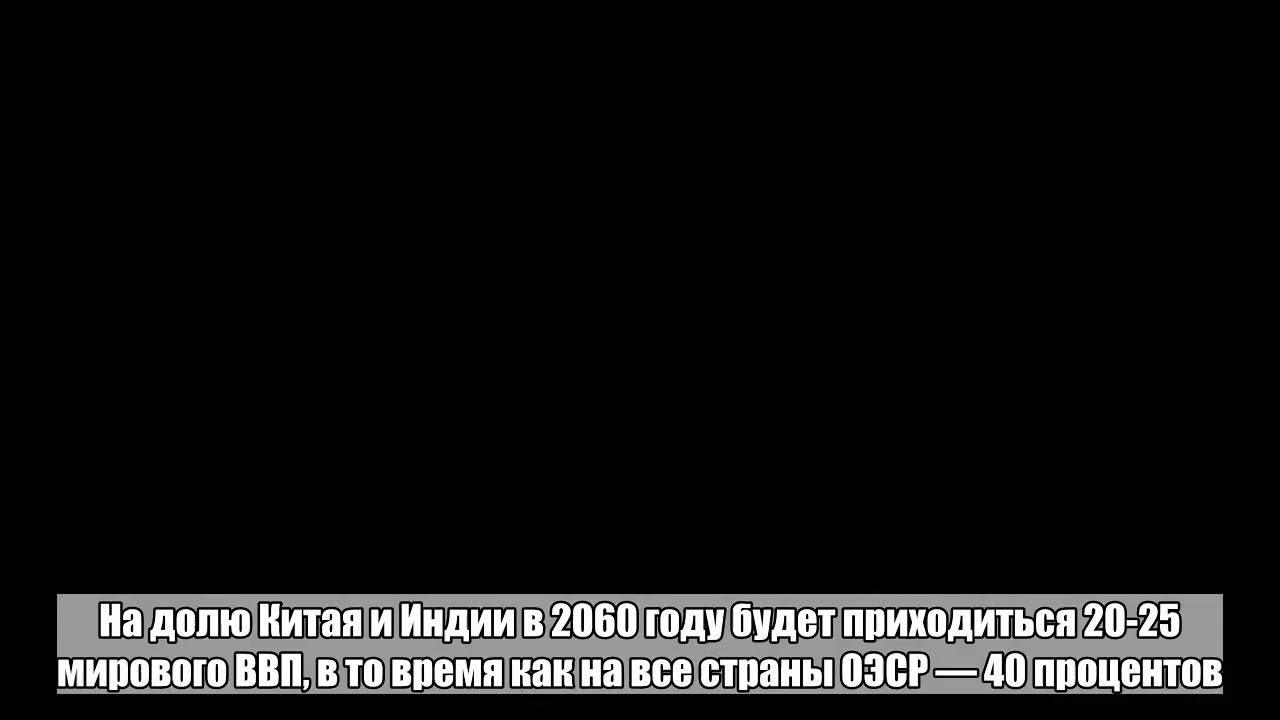 На долю Китая и Индии в 2060 году будет приходиться 20-25
мирового ВВП, в то время как на все страны ОЭСР — 40 процентов